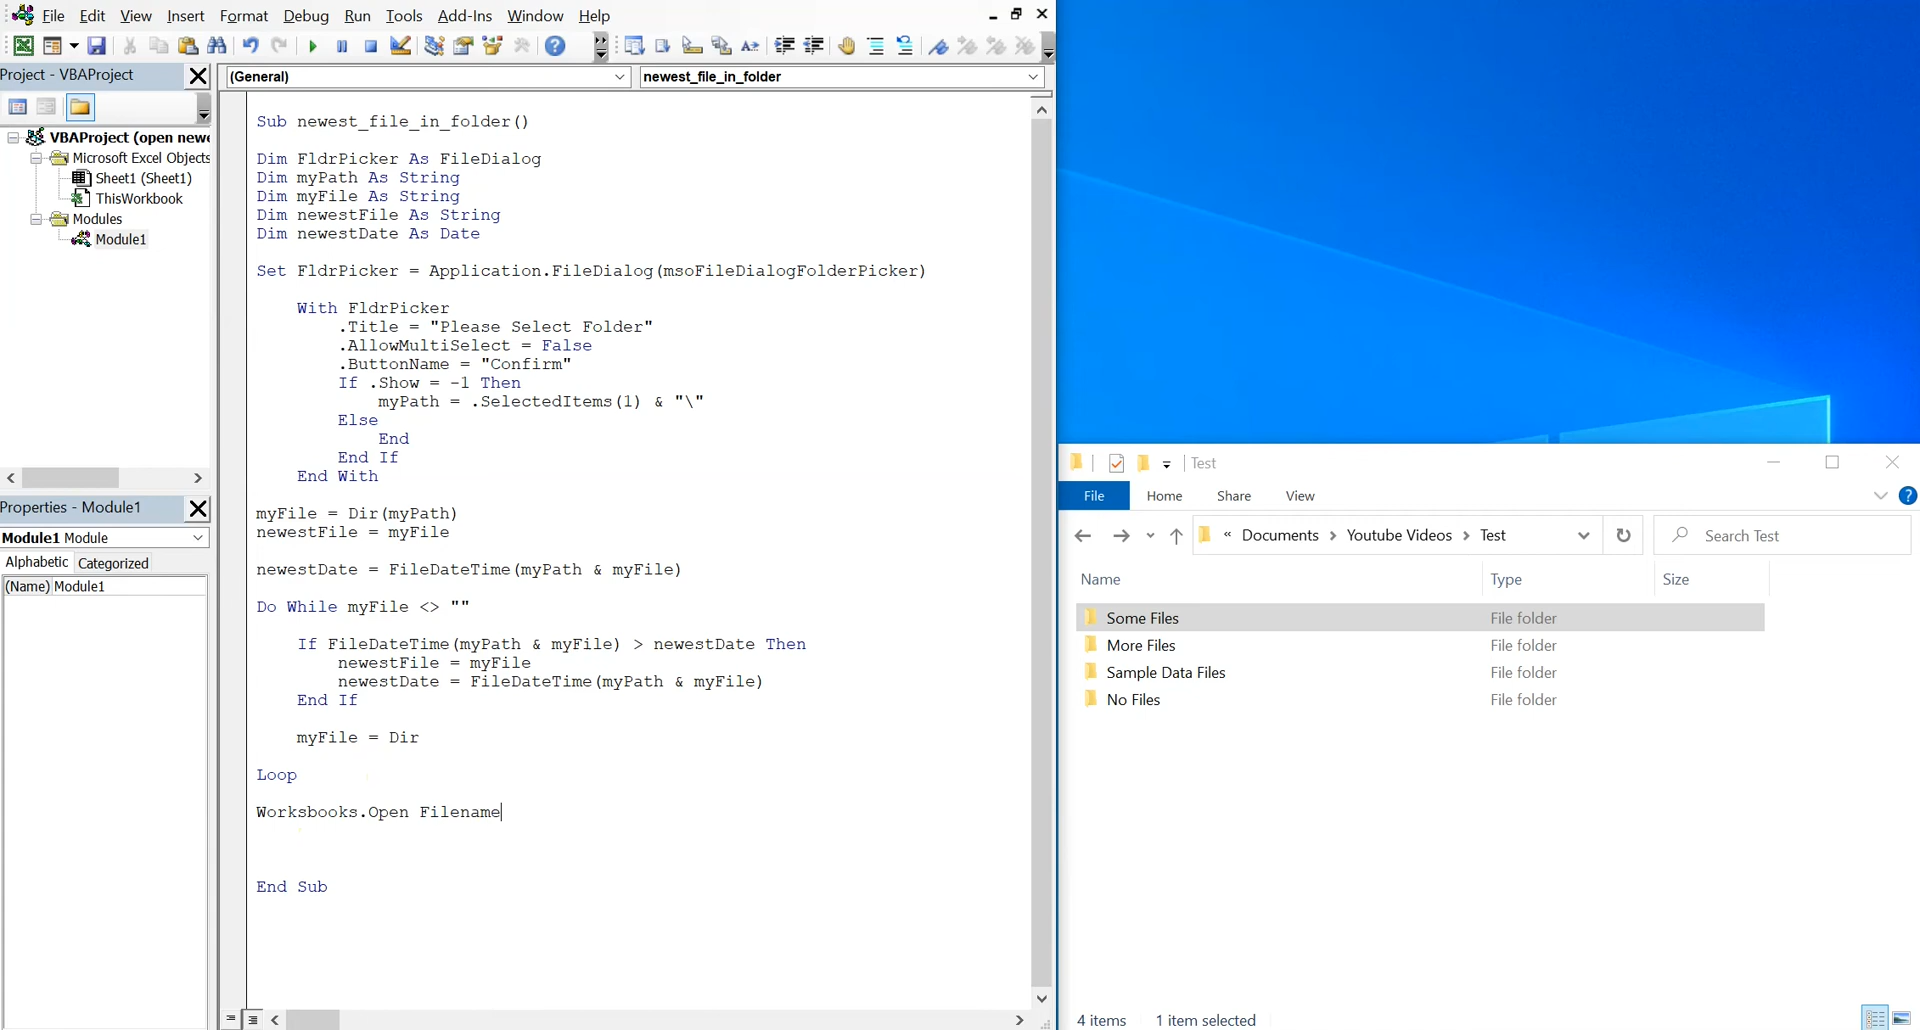 File Edit View Insert Format Debug Run Tools Add-Ins Window Help
Project - VBAProject
VBAProject (open newe
Microsoft Excel Objects
Sheet1 (Sheet1)
ThisWorkbook
Modules
Module1
Properties - Module1
Module1 Module
Alphabetic Categorized
(Name) Module1
(General) newest_file_in_folder
Sub newest_file_in_folder()
Dim FldrPicker As FileDialog
Dim myPath As String
Dim myFile As String
Dim newestFile As String
Dim newestDate As Date
Set FldrPicker = Application.FileDialog(msoFileDialogFolderPicker)
With FldrPicker
.Title = "Please Select Folder"
.AllowMultiSelect = False
.ButtonName = "Confirm"
If .Show = -1 Then
myPath = .SelectedItems(1) & "\"
Else
End
End If
End With
myFile = Dir(myPath)
newestFile = myFile
newestDate = FileDateTime(myPath & myFile)
Do While myFile <> ""
If FileDateTime(myPath & myFile) > newestDate Then
newestFile = myFile
newestDate = FileDateTime(myPath & myFile)
End If
myFile = Dir
Loop
Worksbooks.Open Filename
End Sub
Test
File Home Share View
« Documents > Youtube Videos > Test
Search Test
Name Type Size
Some Files File folder
More Files File folder
Sample Data Files File folder
No Files File folder
4 items 1 item selected